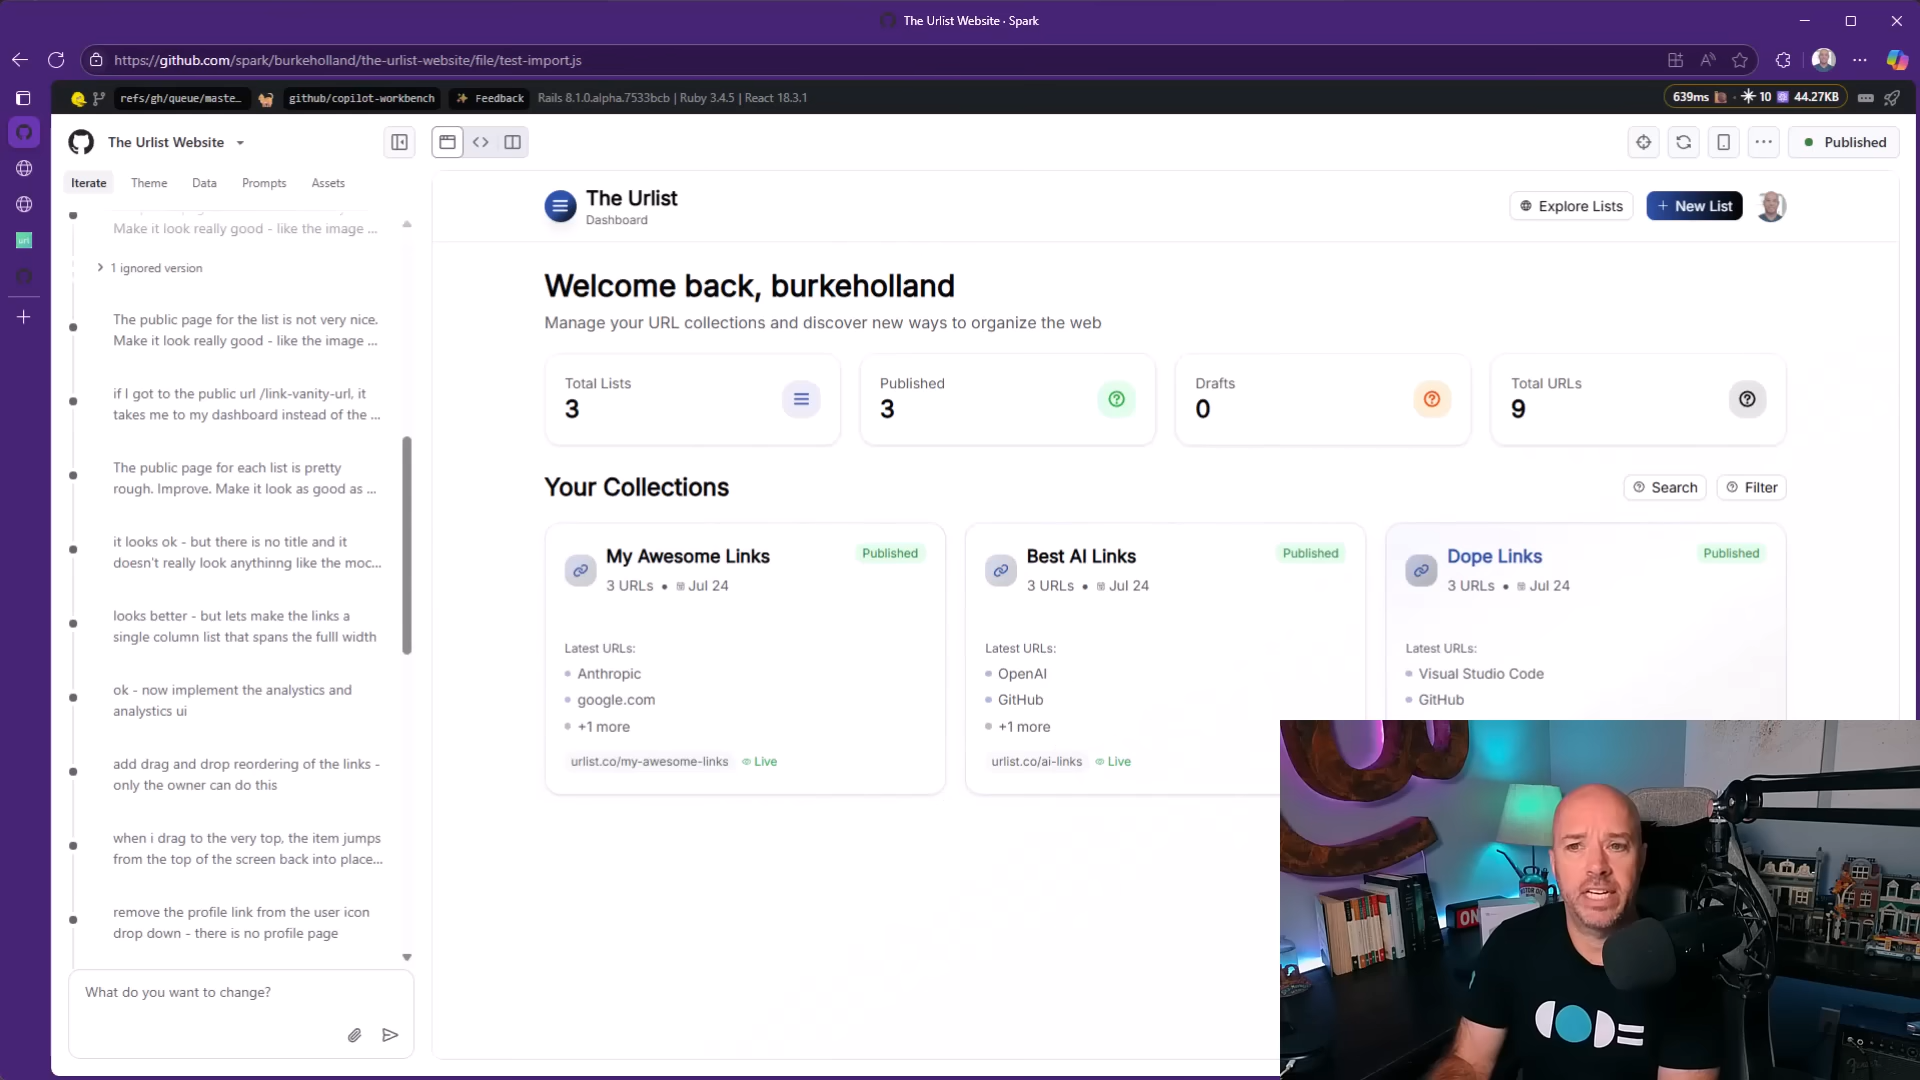 The Urlist Website · Spark
https://github.com/spark/burkeholland/the-urlist-website/file/test-import.js
refs/gh/queue/maste…
github/copilot-workbench
Feedback
Rails 8.1.0.alpha.7533bcb | Ruby 3.4.5 | React 18.3.1
639ms
10
44.27KB
The Urlist Website
Published
Iterate
Theme
Data
Prompts
Assets
Make it look really good - like the image ...
1 ignored version
The public page for the list is not very nice.
Make it look really good - like the image ...
if I got to the public url /link-vanity-url, it
takes me to my dashboard instead of the ...
The public page for each list is pretty
rough. Improve. Make it look as good as ...
it looks ok - but there is no title and it
doesn't really look anythinng like the moc...
looks better - but lets make the links a
single column list that spans the fulll width
ok - now implement the analystics and
analystics ui
add drag and drop reordering of the links -
only the owner can do this
when i drag to the very top, the item jumps
from the top of the screen back into place...
remove the profile link from the user icon
drop down - there is no profile page
What do you want to change?
The Urlist
Dashboard
Explore Lists
+ New List
Welcome back, burkeholland
Manage your URL collections and discover new ways to organize the web
Total Lists
3
Published
3
Drafts
0
Total URLs
9
Your Collections
Search
Filter
My Awesome Links
Published
3 URLs • Jul 24
Latest URLs:
Anthropic
google.com
+1 more
urlist.co/my-awesome-links
Live
Best AI Links
Published
3 URLs • Jul 24
Latest URLs:
OpenAI
GitHub
+1 more
urlist.co/ai-links
Live
Dope Links
Published
3 URLs • Jul 24
Latest URLs:
Visual Studio Code
GitHub
ON
CODE